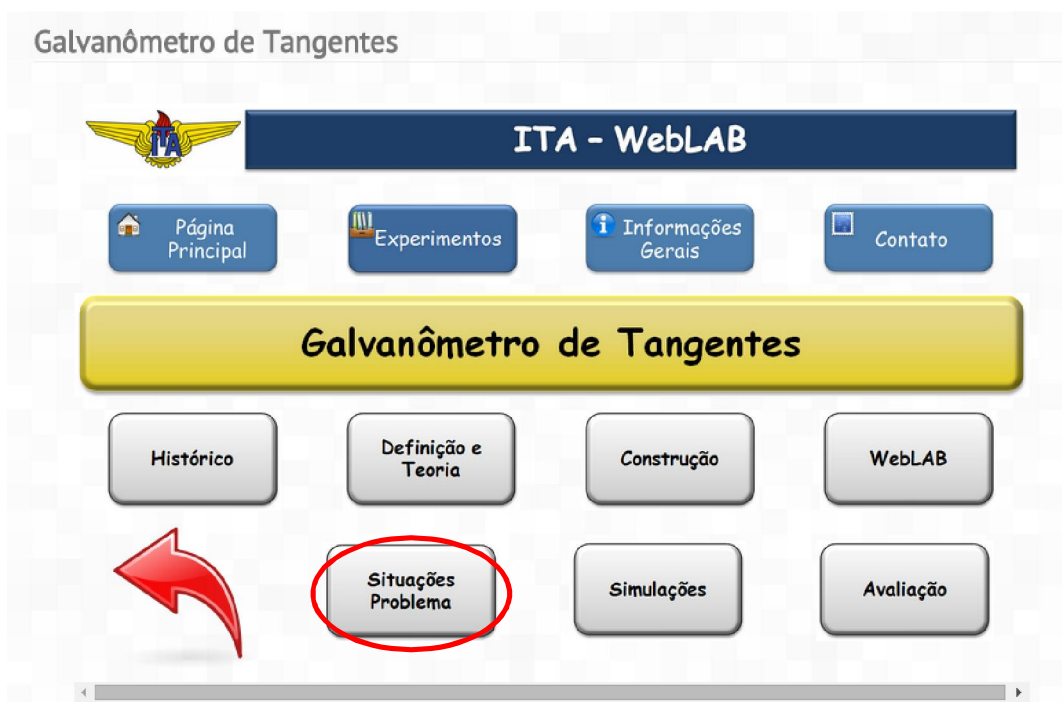 Galvanômetro de Tangentes
ITA
ITA - WebLAB
Página
Principal
Experimentos
Informações
Gerais
Contato
Galvanômetro de Tangentes
Histórico
Definição e
Teoria
Construção
WebLAB
Situações
Problema
Simulações
Avaliação